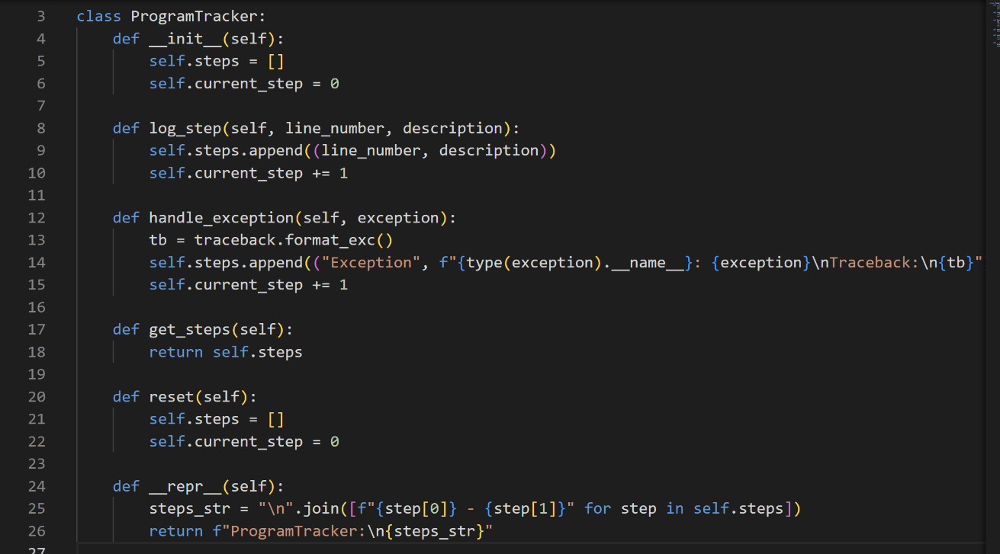 3 class ProgramTracker:
4     def __init__(self):
5         self.steps = []
6         self.current_step = 0
7
8     def log_step(self, line_number, description):
9         self.steps.append((line_number, description))
10         self.current_step += 1
11
12     def handle_exception(self, exception):
13         tb = traceback.format_exc()
14         self.steps.append(("Exception", f"{type(exception).__name__}: {exception}\nTraceback:\n{tb}"
15         self.current_step += 1
16
17     def get_steps(self):
18         return self.steps
19
20     def reset(self):
21         self.steps = []
22         self.current_step = 0
23
24     def __repr__(self):
25         steps_str = "\n".join([f"{step[0]} - {step[1]}" for step in self.steps])
26         return f"ProgramTracker:\n{steps_str}"
27